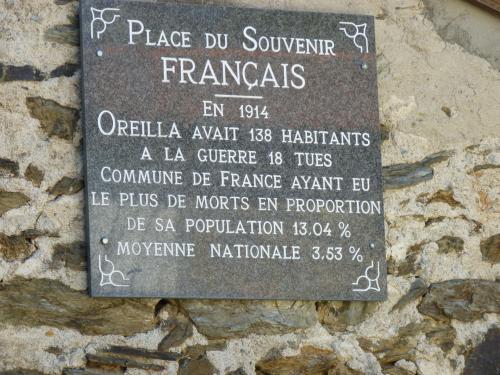 PLACE DU SOUVENIR
FRANÇAIS
EN 1914
OREILLA AVAIT 138 HABITANTS
A LA GUERRE 18 TUES
COMMUNE DE FRANCE AYANT EU
LE PLUS DE MORTS EN PROPORTION
DE SA POPULATION 13.04 %
MOYENNE NATIONALE 3.53 %